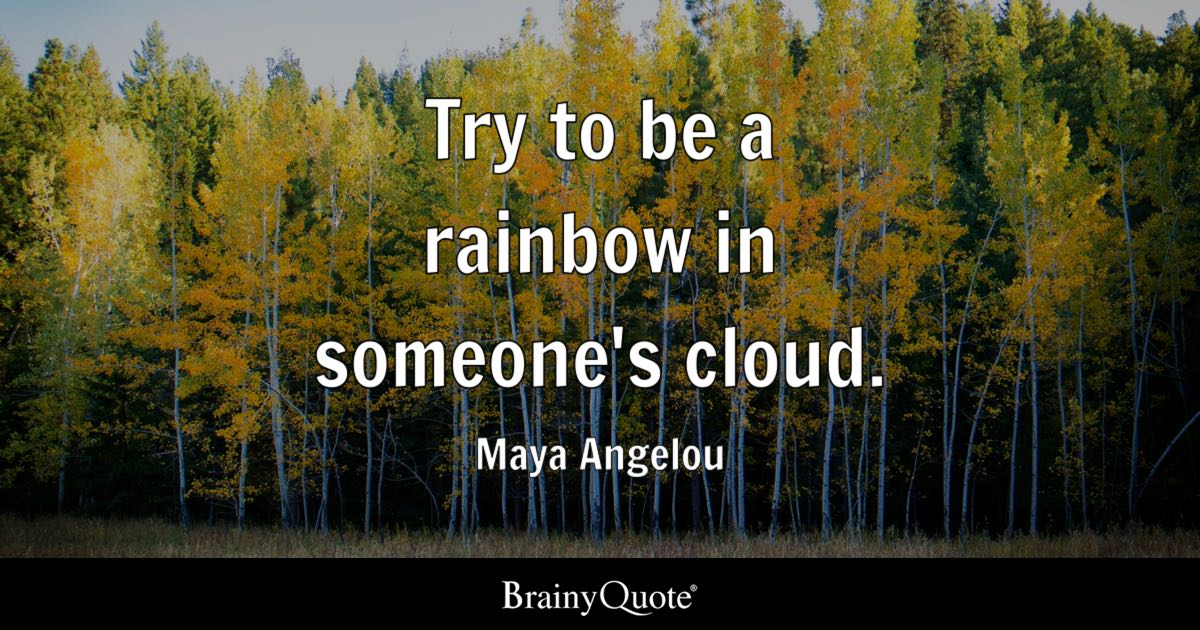 Try to be a
rainbow in
someone's cloud.
Maya Angelou
BrainyQuote®